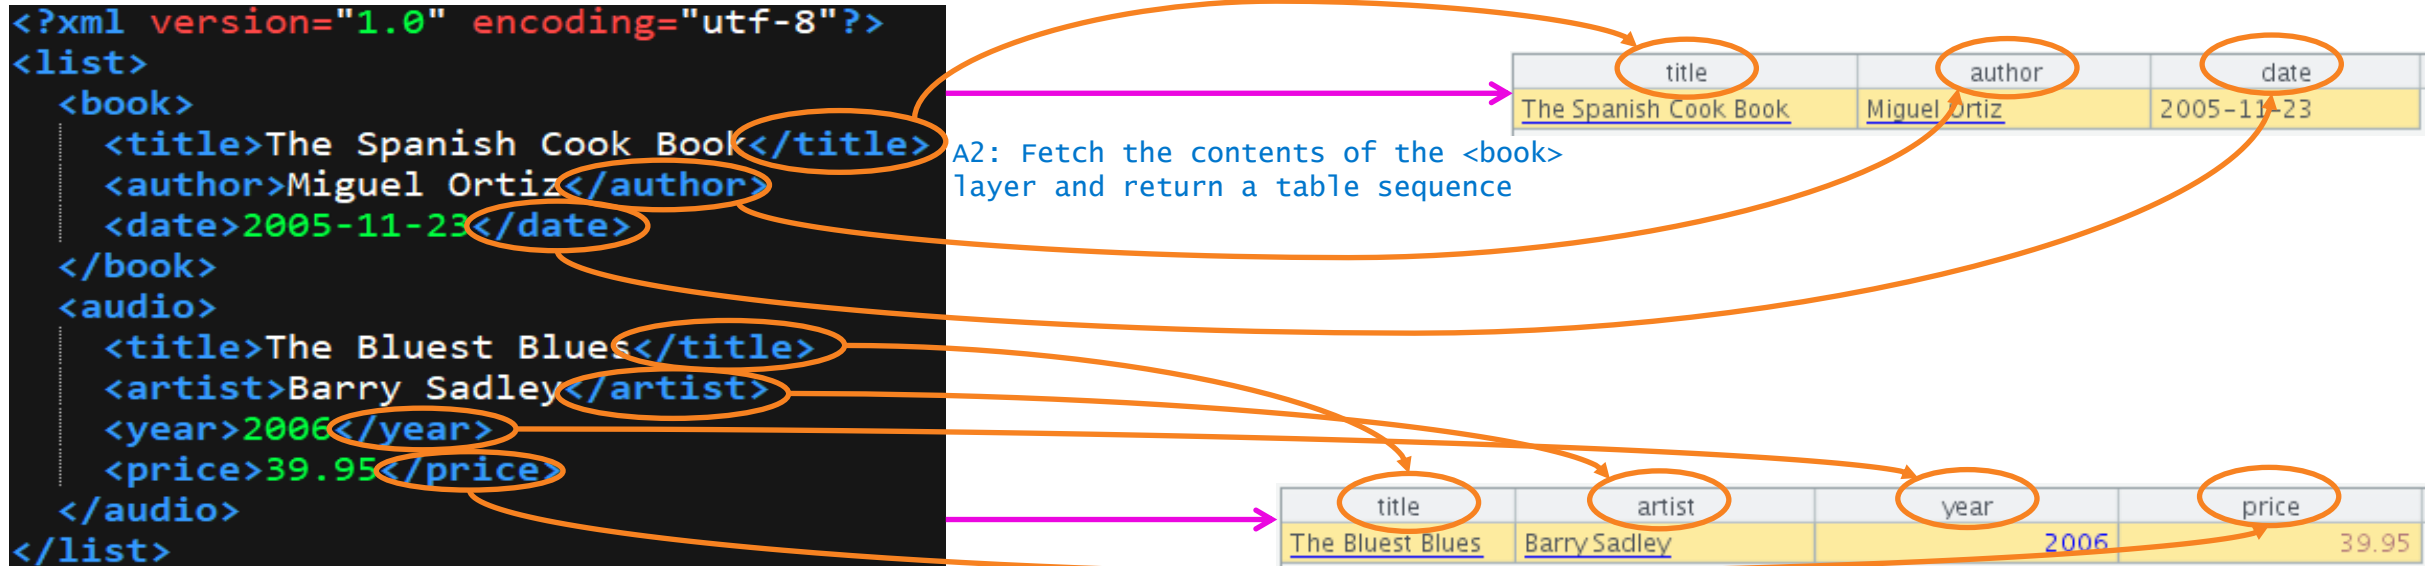 <?xml version="1.0" encoding="utf-8"?>
<list>
<book>
<title>The Spanish Cook Book</title>
<author>Miguel Ortiz</author>
<date>2005-11-23</date>
</book>
<audio>
<title>The Bluest Blues</title>
<artist>Barry Sadley</artist>
<year>2006</year>
<price>39.95</price>
</audio>
</list>
title author date
The Spanish Cook Book Miguel Ortiz 2005-11-23
A2: Fetch the contents of the <book>
layer and return a table sequence
title artist year price
The Bluest Blues Barry Sadley 2006 39.95